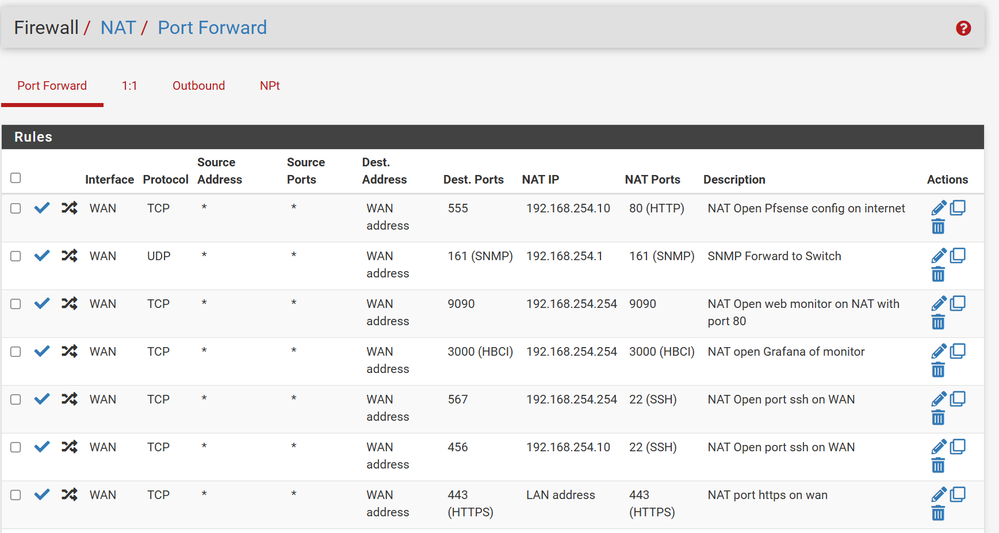 Firewall / NAT / Port Forward
Port Forward 1:1 Outbound NPt
Rules
Interface Protocol Source Address Source Ports Dest. Address Dest. Ports NAT IP NAT Ports Description Actions
WAN TCP * * WAN address 555 192.168.254.10 80 (HTTP) NAT Open Pfsense config on internet
WAN UDP * * WAN address 161 (SNMP) 192.168.254.1 161 (SNMP) SNMP Forward to Switch
WAN TCP * * WAN address 9090 192.168.254.254 9090 NAT Open web monitor on NAT with port 80
WAN TCP * * WAN address 3000 (HBCI) 192.168.254.254 3000 (HBCI) NAT open Grafana of monitor
WAN TCP * * WAN address 567 192.168.254.254 22 (SSH) NAT Open port ssh on WAN
WAN TCP * * WAN address 456 192.168.254.10 22 (SSH) NAT Open port ssh on WAN
WAN TCP * * WAN address 443 (HTTPS) LAN address 443 (HTTPS) NAT port https on wan